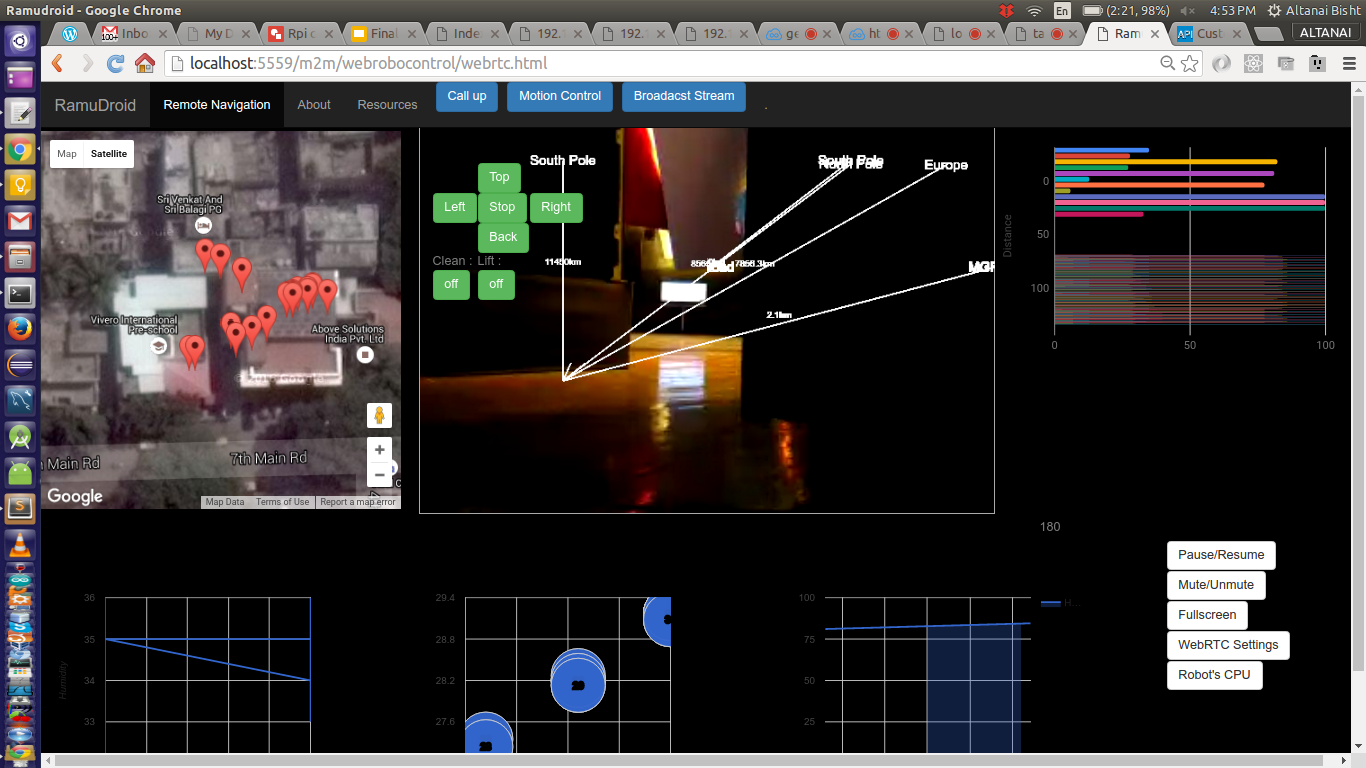 Ramudroid - Google Chrome
En
(2:21, 98%)
4:53 PM
Altanai Bisht
100+
Inbo
My D
Rpi c
Final
Inde
192.
192.
192.
ge
ht
lo
ta
Ram
API
Cust
ALTANAI
localhost:5559/m2m/webrobocontrol/webrtc.html
RamuDroid
Remote Navigation
About
Resources
Call up
Motion Control
Broadacst Stream
Map
Satellite
Sri Venkat And
Sri Balagi PG
Vivero International
Pre-school
Above Solutions
India Pvt. Ltd
Main Rd
7th Main Rd
Google
Map Data
Terms of Use
Report a map error
South Pole
South Pole
North Pole
Europe
Top
Left
Stop
Right
Back
Clean :
Lift :
off
off
11450km
7856.3km
2.1km
Distance
0
50
100
0
50
100
180
Pause/Resume
Mute/Unmute
Fullscreen
WebRTC Settings
Robot's CPU
36
35
34
33
Humidity
29.4
28.8
28.2
27.6
100
75
50
25
H...